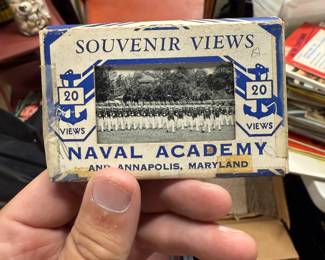 SOUVENIR VIEWS
20 20
VIEWS VIEWS
NAVAL ACADEMY
AND ANNAPOLIS, MARYLAND